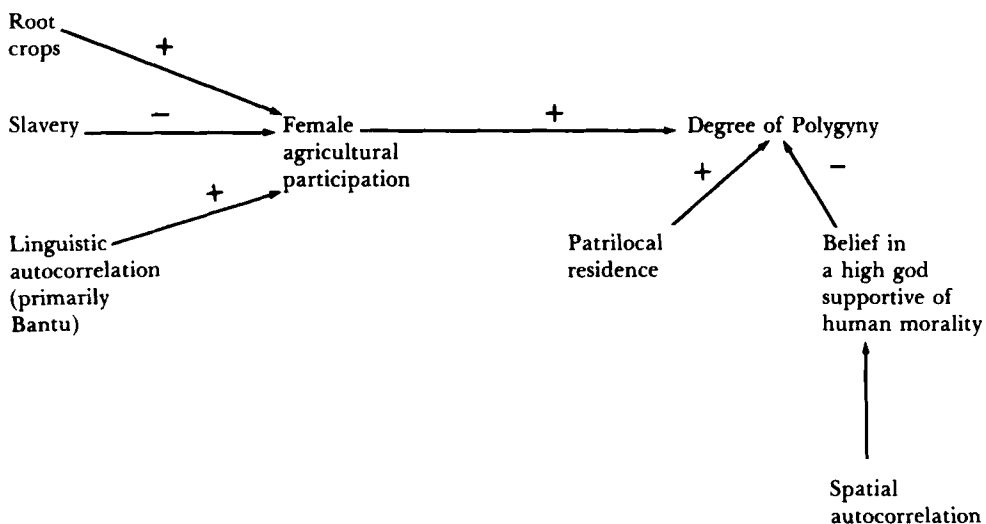 Root
crops
+
Slavery
−
Female
agricultural
participation
+
Degree of Polygyny
+
Linguistic
autocorrelation
(primarily
Bantu)
+
Patrilocal
residence
−
Belief in
a high god
supportive of
human morality
Spatial
autocorrelation